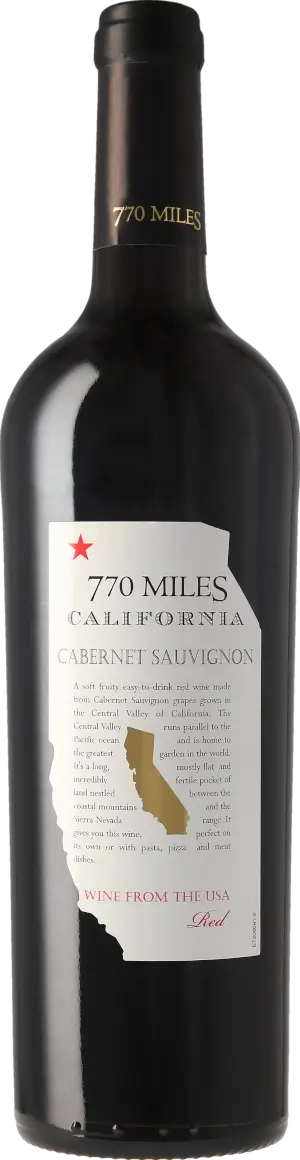 770 MILES
770 MILES
CALIFORNIA
CABERNET SAUVIGNON
A soft fruity easy-to-drink red wine made
from Cabernet Sauvignon grapes grown in
the Central Valley of California. The
Central Valley runs parallel to the
Pacific ocean and is home to
the greatest garden in the world.
It's a long, mostly flat and
incredibly fertile pocket of
land nestled between the
coastal mountains and the
Sierra Nevada range. It
gives you this wine, perfect on
its own or with pasta, pizza and meat
dishes.
WINE FROM THE USA
Red